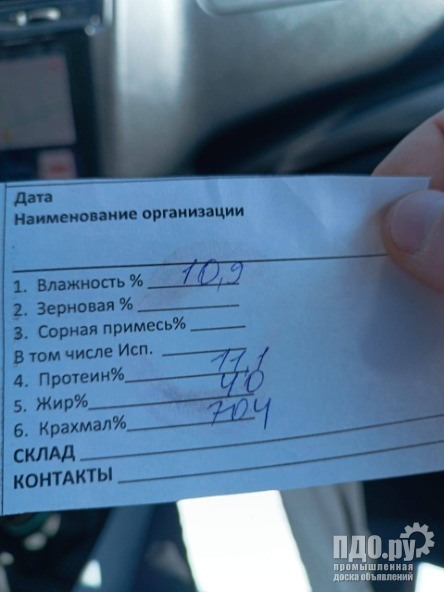 Дата
Наименование организации
1. Влажность % 10,9
2. Зерновая %
3. Сорная примесь%
В том числе Исп.
4. Протеин% 11,1
5. Жир% 40
6. Крахмал% 704
СКЛАД
КОНТАКТЫ
ПДО.ру
промышленная
доска объявлений